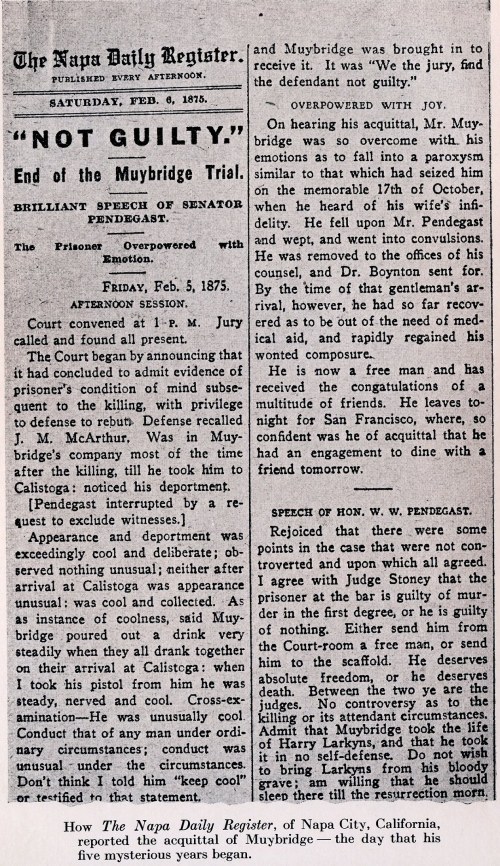 The Napa Daily Register.
PUBLISHED EVERY AFTERNOON.
SATURDAY, FEB. 6, 1875.
"NOT GUILTY."
End of the Muybridge Trial.
BRILLIANT SPEECH OF SENATOR
PENDEGAST.
The Prisoner Overpowered with
Emotion.
FRIDAY, Feb. 5, 1875.
AFTERNOON SESSION.
Court convened at 1 P. M. Jury
called and found all present.
The Court began by announcing that
it had concluded to admit evidence of
prisoner's condition of mind subse-
quent to the killing, with privilege
to defense to rebut. Defense recalled
J. M. McArthur. Was in Muy-
bridge's company most of the time
after the killing, till he took him to
Calistoga: noticed his deportment.
[Pendegast interrupted by a re-
quest to exclude witnesses.]
Appearance and deportment was
exceedingly cool and deliberate; ob-
served nothing unusual; neither after
arrival at Calistoga was appearance
unusual: was cool and collected. As
as instance of coolness, said Muy-
bridge poured out a drink very
steadily when they all drank together
on their arrival at Calistoga: when
I took his pistol from him he was
steady, nerved and cool. Cross-ex-
amination—He was unusually cool.
Conduct that of any man under ordi-
nary circumstances; conduct was
unusual under the circumstances.
Don't think I told him "keep cool"
or testified to that statement.
and Muybridge was brought in to
receive it. It was "We the jury, find
the defendant not guilty."
OVERPOWERED WITH JOY.
On hearing his acquittal, Mr. Muy-
bridge was so overcome with his
emotions as to fall into a paroxysm
similar to that which had seized him
on the memorable 17th of October,
when he heard of his wife's infi-
delity. He fell upon Mr. Pendegast
and wept, and went into convulsions.
He was removed to the offices of his
counsel, and Dr. Boynton sent for.
By the time of that gentleman's ar-
rival, however, he had so far recov-
ered as to be out of the need of med-
ical aid, and rapidly regained his
wonted composure.
He is now a free man and has
received the congatulations of a
multitude of friends. He leaves to-
night for San Francisco, where, so
confident was he of acquittal that he
had an engagement to dine with a
friend tomorrow.
SPEECH OF HON. W. W. PENDEGAST.
Rejoiced that there were some
points in the case that were not con-
troverted and upon which all agreed.
I agree with Judge Stoney that the
prisoner at the bar is guilty of mur-
der in the first degree, or he is guilty
of nothing. Either send him from
the Court-room a free man, or send
him to the scaffold. He deserves
absolute freedom, or he deserves
death. Between the two ye are the
judges. No controversy as to the
killing or its attendant circumstances.
Admit that Muybridge took the life
of Harry Larkyns, and that he took
it in no self-defense. Do not wish
to bring Larkyns from his bloody
grave; am willing that he should
sleep there till the resurrection morn.
How The Napa Daily Register, of Napa City, California,
reported the acquittal of Muybridge — the day that his
five mysterious years began.